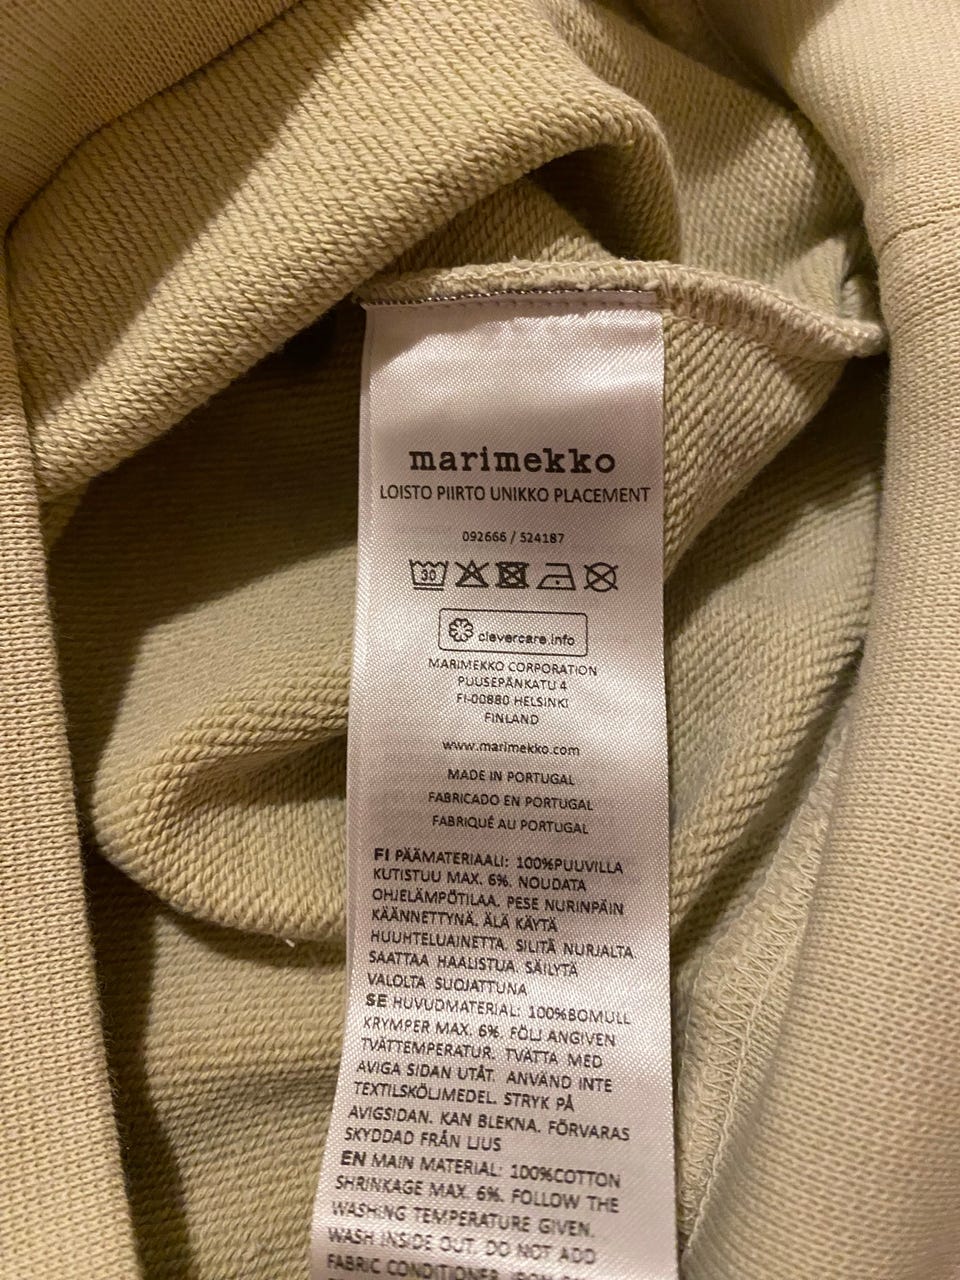 marimekko
LOISTO PIIRTO UNIKKO PLACEMENT
092666 / 524187
30
clevercare.info
MARIMEKKO CORPORATION
PUUSEPÄNKATU 4
FI-00880 HELSINKI
FINLAND
www.marimekko.com
MADE IN PORTUGAL
FABRICADO EN PORTUGAL
FABRIQUÉ AU PORTUGAL
FI PÄÄMATERIAALI: 100%PUUVILLA
KUTISTUU MAX. 6%. NOUDATA
OHJELÄMPÖTILAA. PESE NURINPÄIN
KÄÄNNETTYNÄ. ÄLÄ KÄYTÄ
HUUHTELUAINETTA. SILITÄ NURJALTA
SAATTAA HAALISTUA. SÄILYTÄ
VALOLTA SUOJATTUNA
SE HUVUDMATERIAL: 100%BOMULL
KRYMPER MAX. 6%. FÖLJ ANGIVEN
TVÄTTEMPERATUR. TVÄTTA MED
AVIGA SIDAN UTÅT. ANVÄND INTE
TEXTILSKÖLJMEDEL. STRYK PÅ
AVIGSIDAN. KAN BLEKNA. FÖRVARAS
SKYDDAD FRÅN LJUS
EN MAIN MATERIAL: 100%COTTON
SHRINKAGE MAX. 6%. FOLLOW THE
WASHING TEMPERATURE GIVEN.
WASH INSIDE OUT. DO NOT ADD
FABRIC CONDITIONER. IRON